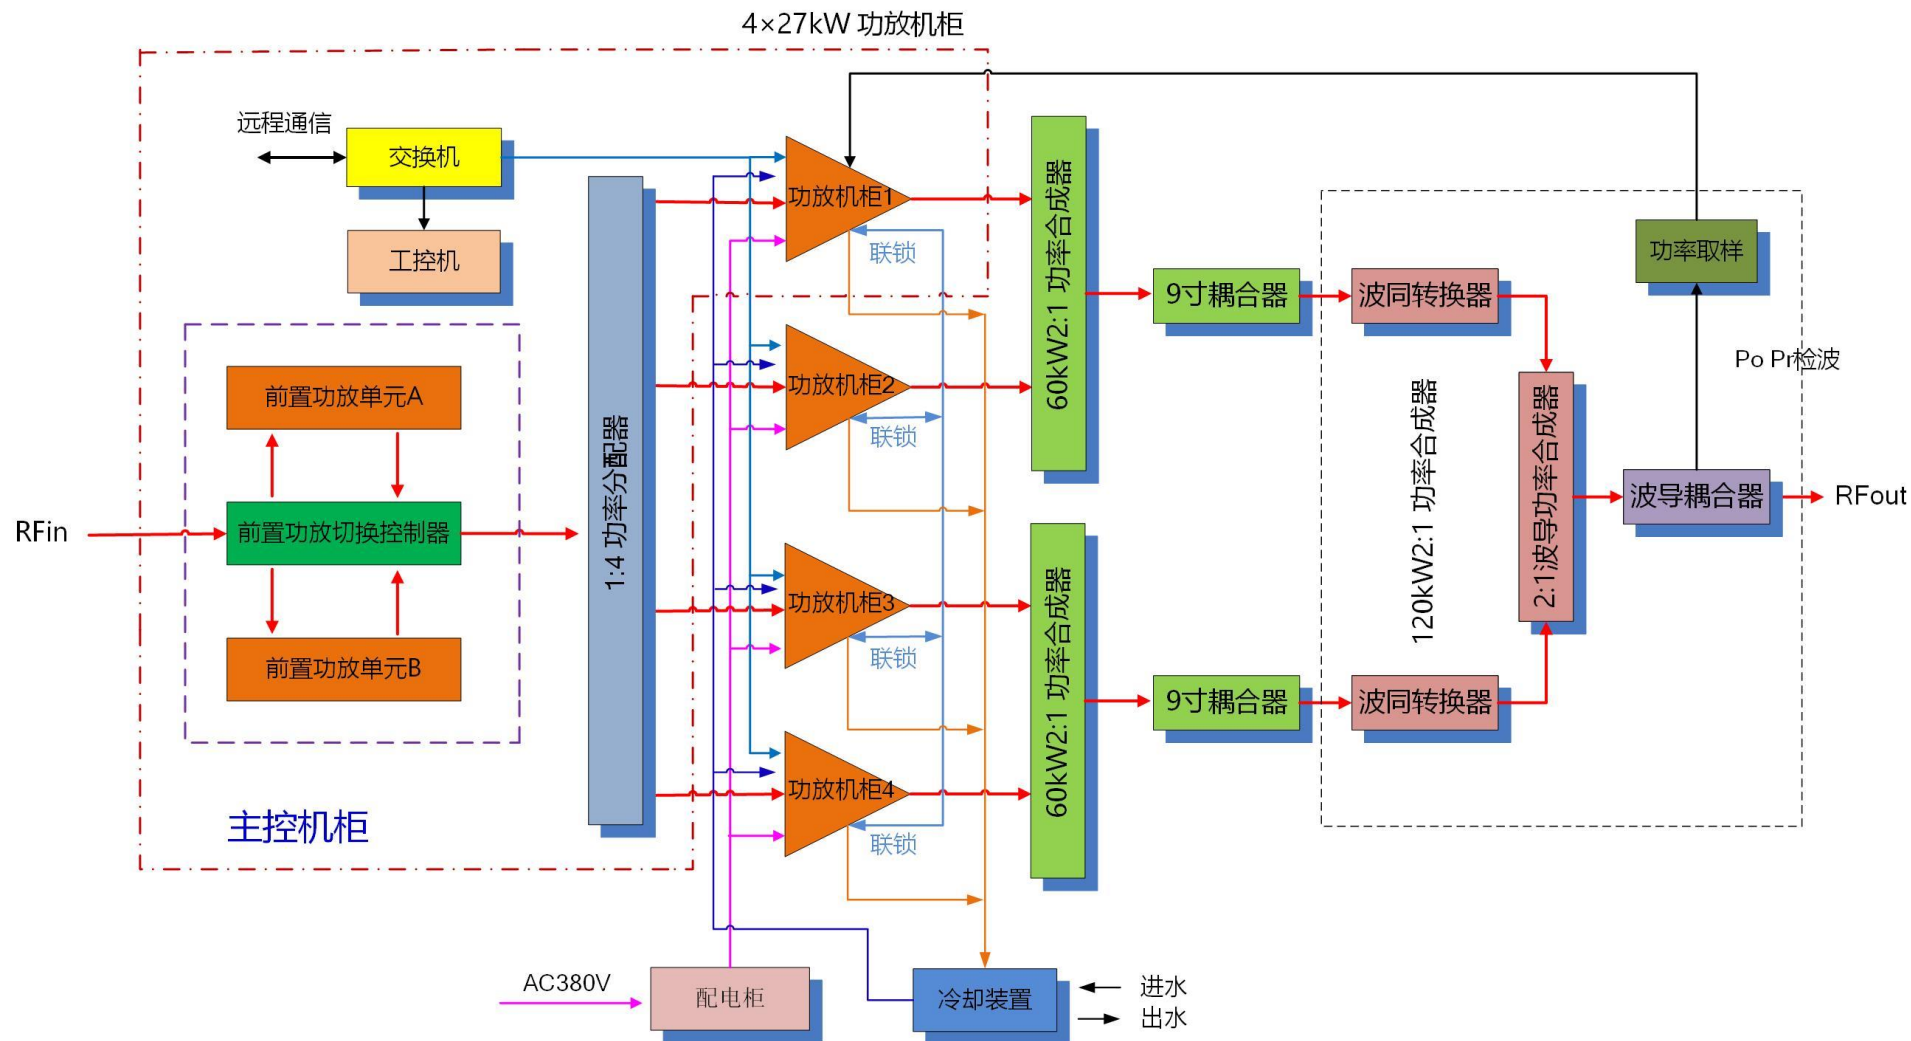 4×27kW 功放机柜
远程通信
交换机
工控机
前置功放单元A
RFin
前置功放切换控制器
前置功放单元B
主控机柜
1:4 功率分配器
功放机柜1
联锁
功放机柜2
联锁
功放机柜3
联锁
功放机柜4
联锁
60kW2:1 功率合成器
60kW2:1 功率合成器
9寸耦合器
9寸耦合器
波同转换器
波同转换器
120kW2:1 功率合成器
2:1波导功率合成器
功率取样
Po Pr检波
波导耦合器
RFout
AC380V
配电柜
冷却装置
进水
出水